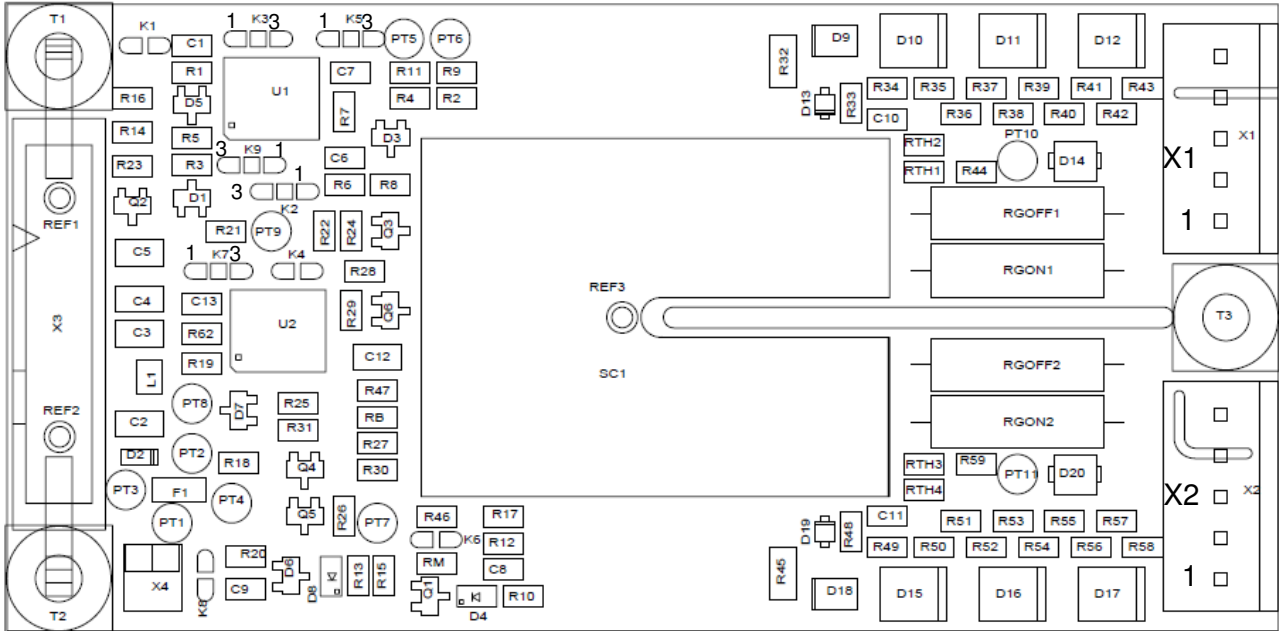 T1 K1 1 K3 3 1 K5 3
C1 PT5 PT6 D9 D10 D11 D12
R1 C7 R11 R9 R32
R16 D5 U1 R4 R2 D13 R33 R34 R35 R37 R39 R41 R43
R14 R5 R7 D3 C10 R36 R38 R40 R42
3 K9 1 PT10 X1
R23 R3 C6 RTH2 X1
D14
3 1 R6 R8 RTH1 R44
Q2 D1 K2
REF1 R21 PT9 R22 R24 Q3 RGOFF1 1
C5 1 K7 3 K4
R28 RGON1
C4 C13 REF3
X3 C3 R62 U2 R29 Q6 T3
R19 C12 SC1 RGOFF2
L1 R47
REF2 PT8 D7 R25 RB
C2 R31 R27 RGON2
D2 PT2 R18 Q4 R30 RTH3 R59 PT11 D20
PT3 F1 PT4 RTH4 X2 X2
PT1 Q5 R26 PT7 R46 R17 C11 R51 R53 R55 R57
K6 R12 D19 R48 R49 R50 R52 R54 R56 R58
X4 R20 D6 D8 R13 R15 RM C8 R45 1
K8 C9 Q1 D4 R10 D18 D15 D16 D17
T2